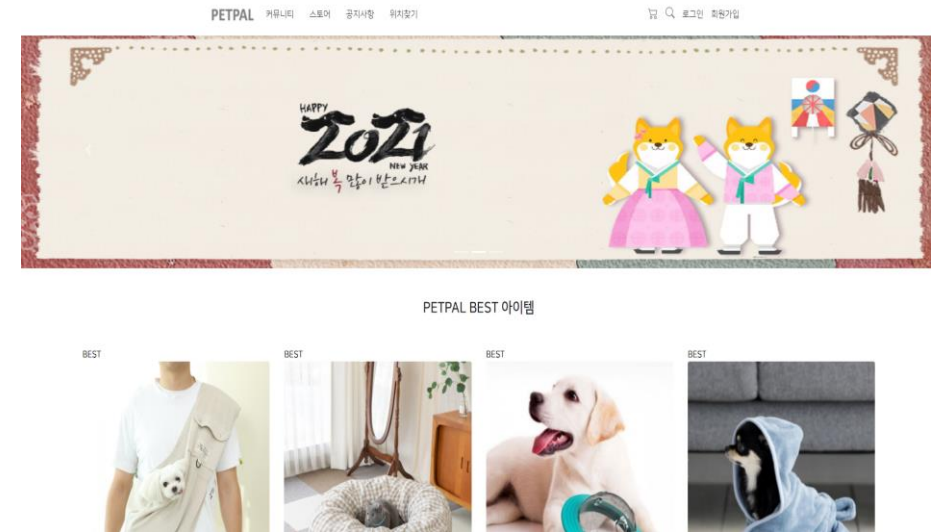 PETPAL 커뮤니티 스토어 공지사항 위치찾기 로그인 회원가입
HAPPY
2021
NEW YEAR
새해 복 많이 받으시개
PETPAL BEST 아이템
BEST BEST BEST BEST